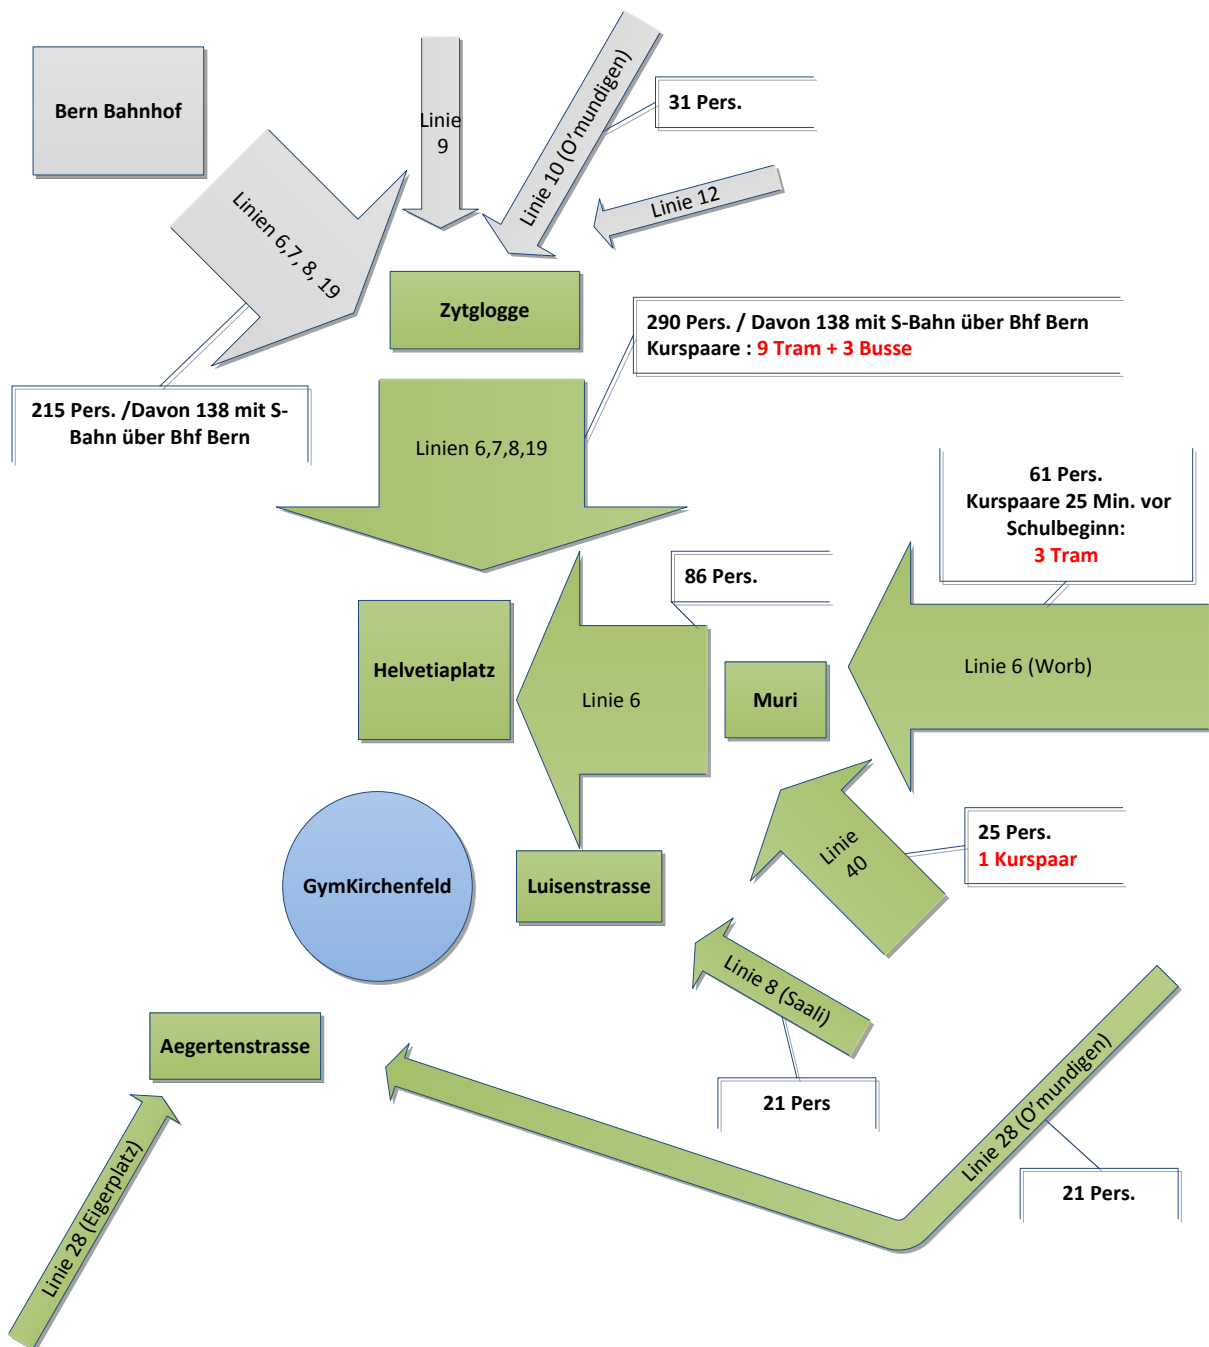 Bern Bahnhof
Linie
9
Linie 10 (O’mundigen)
31 Pers.
Linie 12
Linien 6,7, 8, 19
Zytglogge
290 Pers. / Davon 138 mit S-Bahn über Bhf Bern
Kurspaare : 9 Tram + 3 Busse
215 Pers. /Davon 138 mit S-
Bahn über Bhf Bern
Linien 6,7,8,19
61 Pers.
Kurspaare 25 Min. vor
Schulbeginn:
3 Tram
86 Pers.
Helvetiaplatz
Linie 6
Muri
Linie 6 (Worb)
Linie
40
25 Pers.
1 Kurspaar
GymKirchenfeld
Luisenstrasse
Linie 8 (Saali)
21 Pers
Aegertenstrasse
Linie 28 (O’mundigen)
21 Pers.
Linie 28 (Eigerplatz)